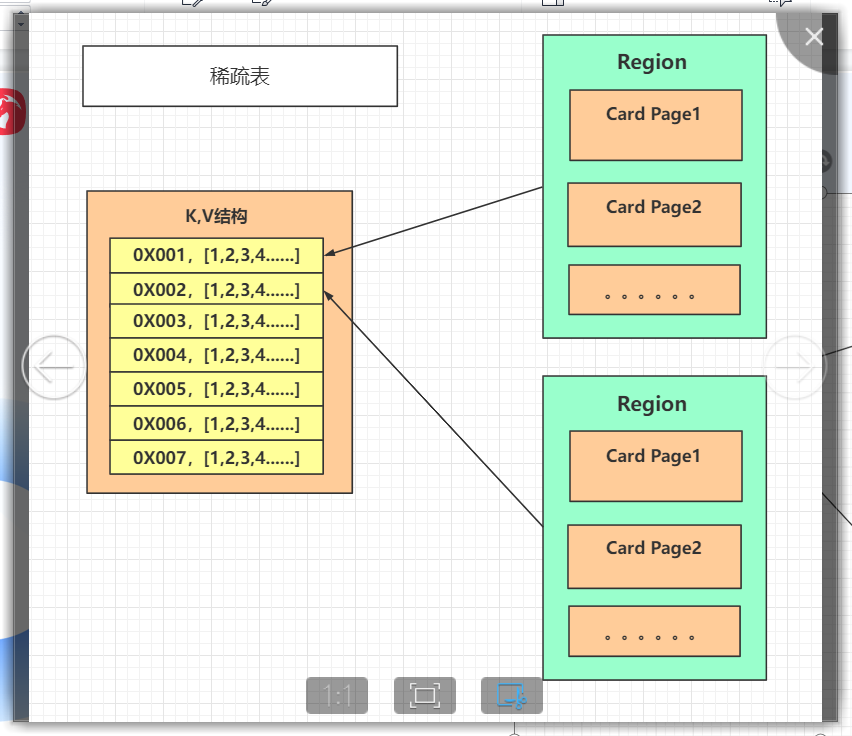 稀疏表
K,V结构
0X001，[1,2,3,4......]
0X002，[1,2,3,4......]
0X003，[1,2,3,4......]
0X004，[1,2,3,4......]
0X005，[1,2,3,4......]
0X006，[1,2,3,4......]
0X007，[1,2,3,4......]
Region
Card Page1
Card Page2
。。。。。。
Region
Card Page1
Card Page2
。。。。。。
1:1